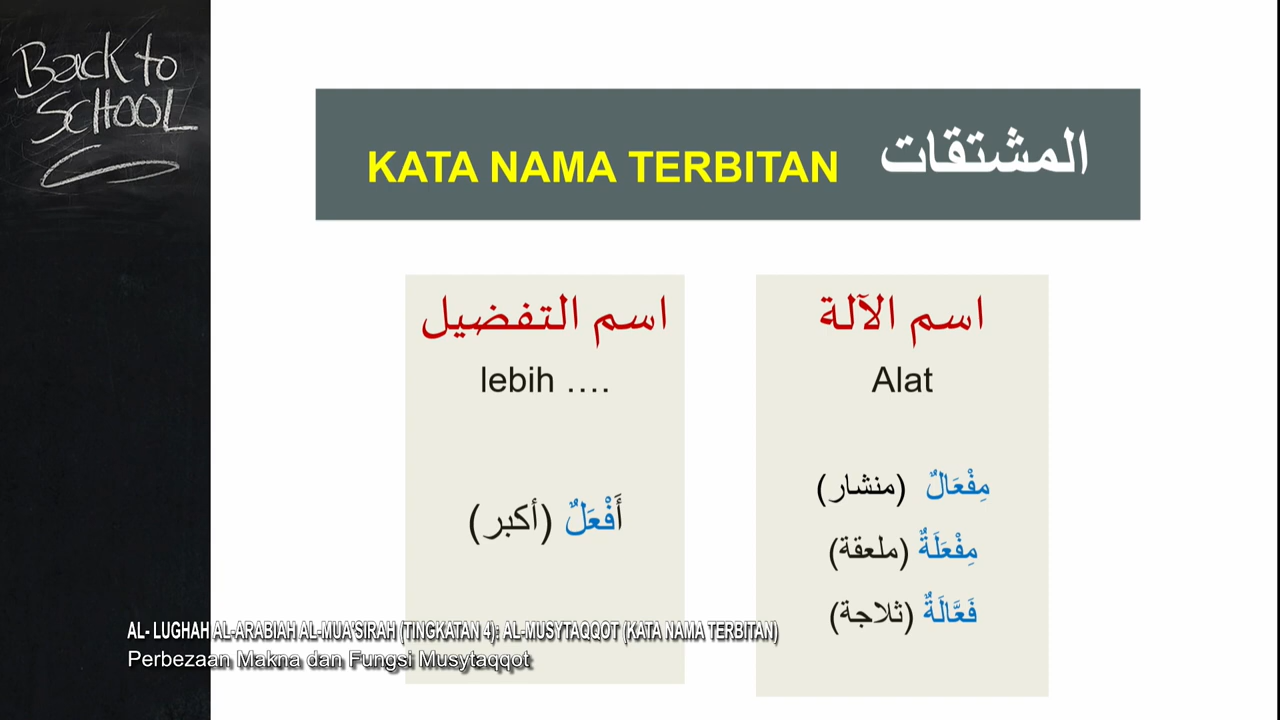 Back to
SCHOOL
KATA NAMA TERBITAN المشتقات
اسم الآلة
Alat
مِفْعَالٌ (منشار)
مِفْعَلَةٌ (ملعقة)
فَعَّالَةٌ (ثلاجة)
اسم التفضيل
lebih ....
أَفْعَلٌ (أكبر)
AL- LUGHAH AL-ARABIAH AL-MUA'SIRAH (TINGKATAN 4): AL-MUSYTAQQOT (KATA NAMA TERBITAN)
Perbezaan Makna dan Fungsi Musytaqqot